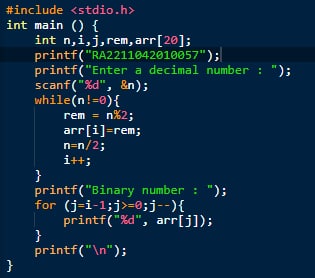 #include <stdio.h>
int main () {
    int n,i,j,rem,arr[20];
    printf("RA2211042010057");
    printf("Enter a decimal number : ");
    scanf("%d", &n);
    while(n!=0){
        rem = n%2;
        arr[i]=rem;
        n=n/2;
        i++;
    }
    printf("Binary number : ");
    for (j=i-1;j>=0;j--){
        printf("%d", arr[j]);
    }
    printf("\n");
}